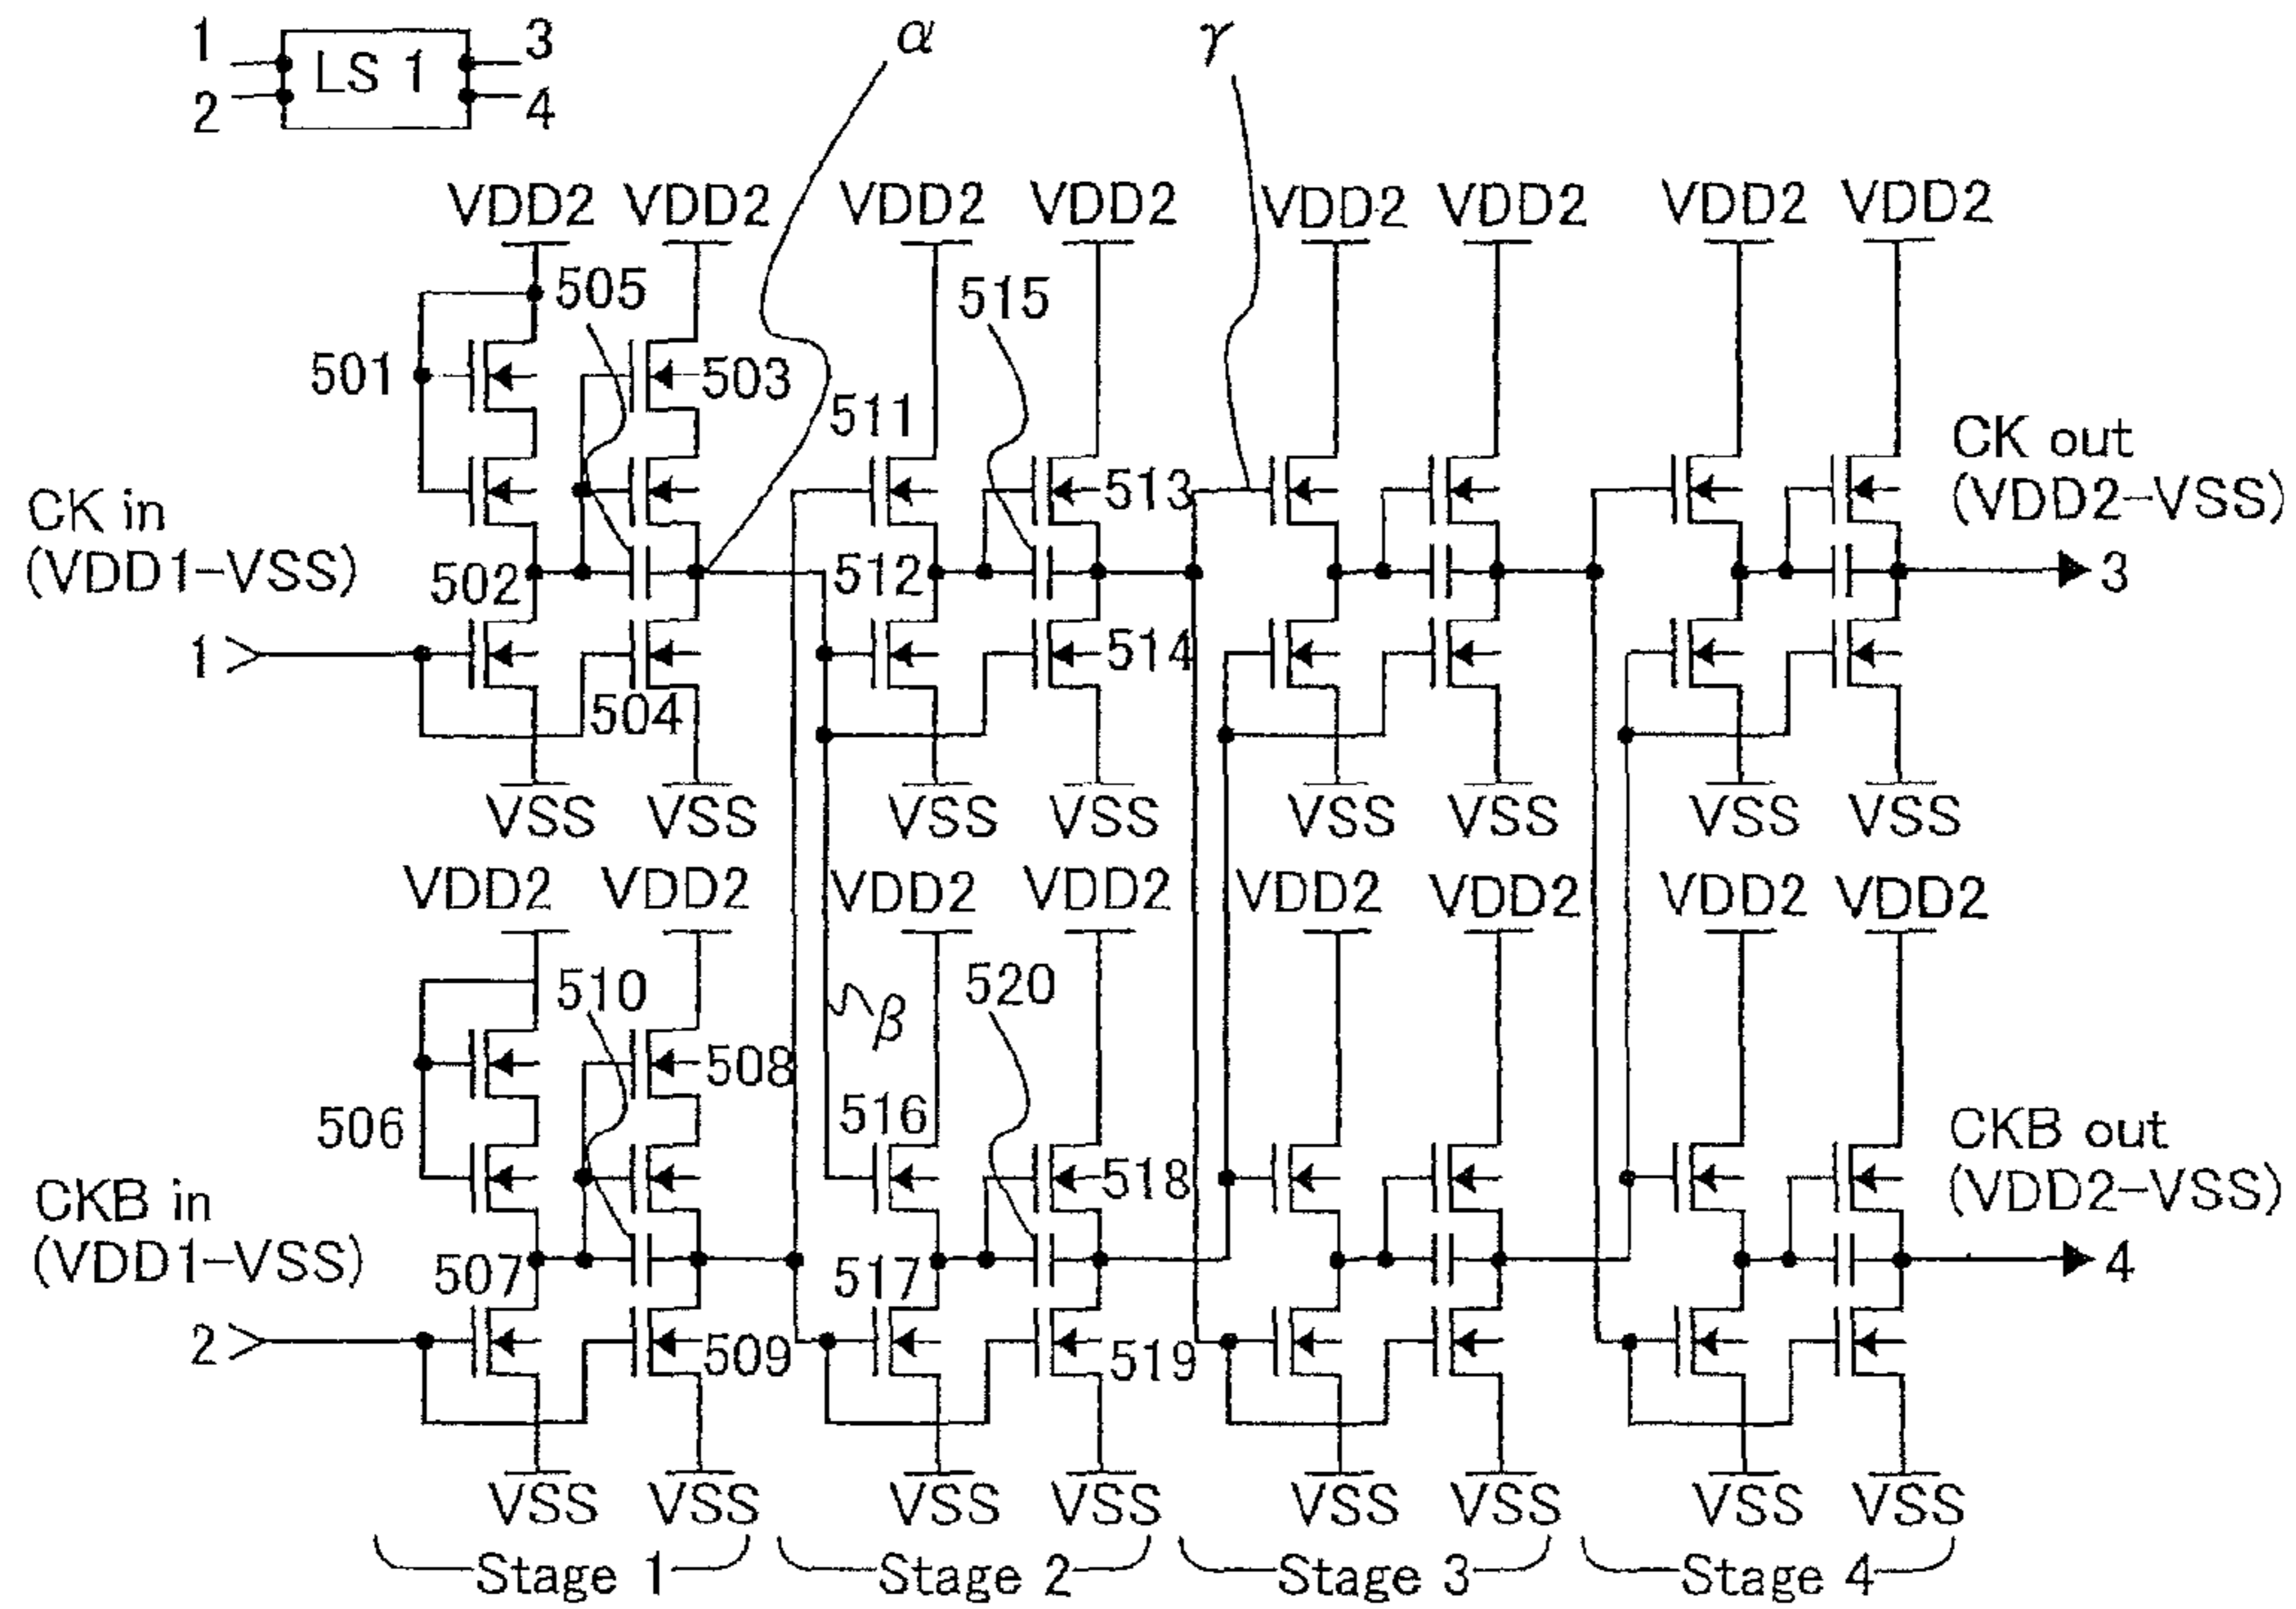 1
2
LS 1
3
4
α
γ
VDD2 VDD2 VDD2 VDD2 VDD2 VDD2 VDD2 VDD2
505
515
501
503
511
CK in
(VDD1-VSS)
502
512
513
CK out
(VDD2-VSS)
3
1
504
514
VSS VSS VSS VSS VSS VSS VSS VSS
VDD2 VDD2 VDD2 VDD2 VDD2 VDD2 VDD2 VDD2
510
520
β
508
506
516
CKB in
(VDD1-VSS)
507
517
518
CKB out
(VDD2-VSS)
4
2
509
519
VSS VSS VSS VSS VSS VSS VSS VSS
Stage 1 Stage 2 Stage 3 Stage 4